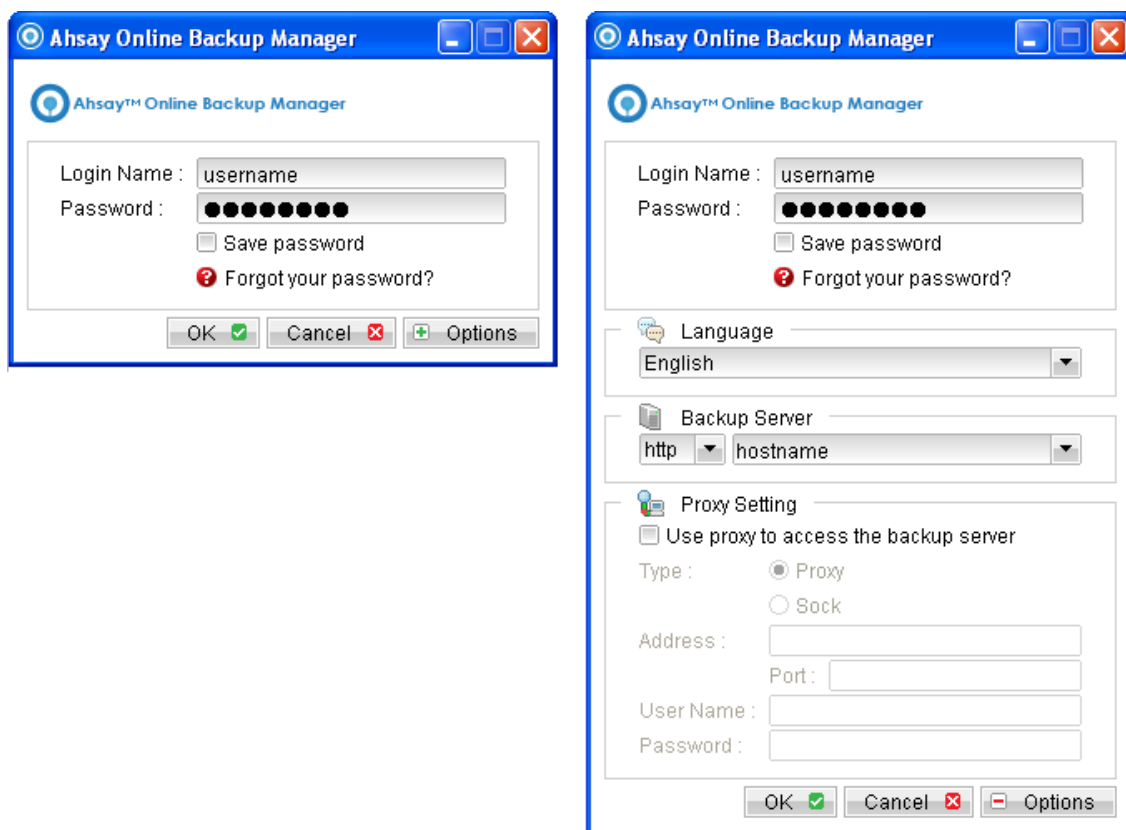 Ahsay Online Backup Manager
Ahsay™ Online Backup Manager
Login Name : username
Password : ●●●●●●●●
Save password
Forgot your password?
OK Cancel Options
Ahsay Online Backup Manager
Ahsay™ Online Backup Manager
Login Name : username
Password : ●●●●●●●●
Save password
Forgot your password?
Language
English
Backup Server
http hostname
Proxy Setting
Use proxy to access the backup server
Type : Proxy
Sock
Address :
Port :
User Name :
Password :
OK Cancel Options